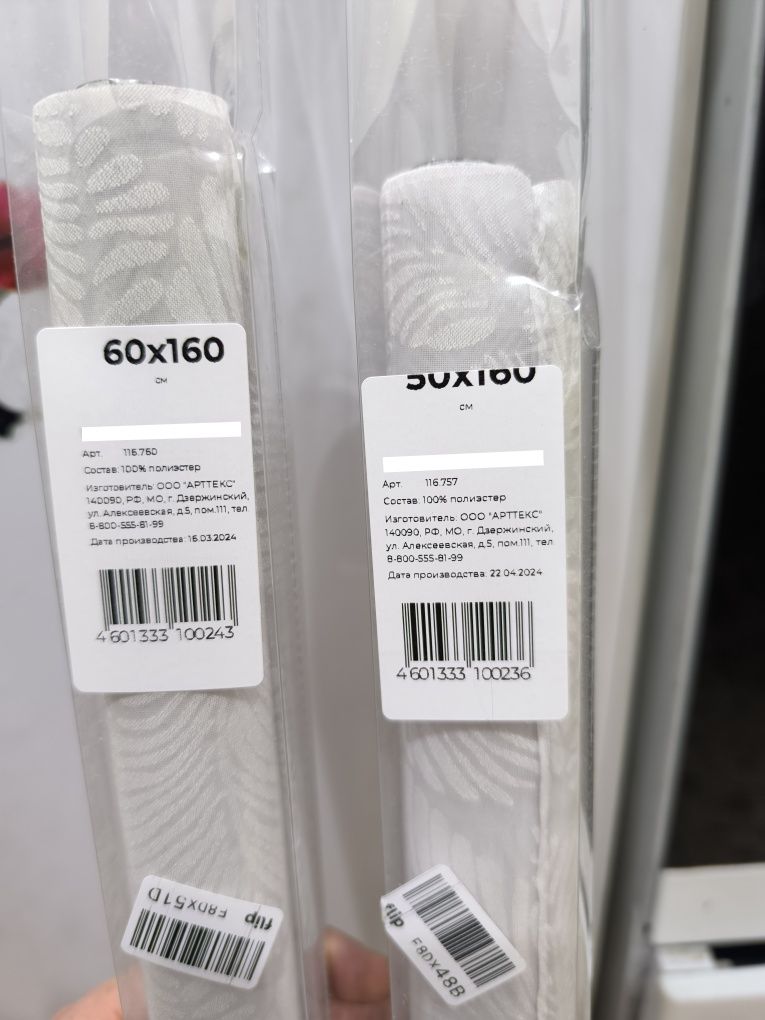 60x160
см
Арт. 116.760
Состав: 100% полиэстер
Изготовитель: ООО "АРТТЕКС"
140090, РФ, МО, г. Дзержинский,
ул. Алексеевская, д.5, пом.111, тел.
8-800-555-81-99
Дата производства: 16.03.2024
4 601333 100243
flip F8DX51D
50x160
см
Арт. 116.757
Состав: 100% полиэстер
Изготовитель: ООО "АРТТЕКС"
140090, РФ, МО, г. Дзержинский,
ул. Алексеевская, д.5, пом.111, тел.
8-800-555-81-99
Дата производства: 22.04.2024
4 601333 100236
flip
F8DX48B